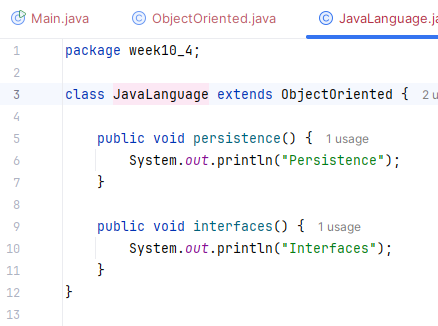 Main.java ObjectOriented.java JavaLanguage.ja
1 package week10_4;
2
3 class JavaLanguage extends ObjectOriented { 2 u
4
5 public void persistence() { 1 usage
6 System.out.println("Persistence");
7 }
8
9 public void interfaces() { 1 usage
10 System.out.println("Interfaces");
11 }
12 }
13